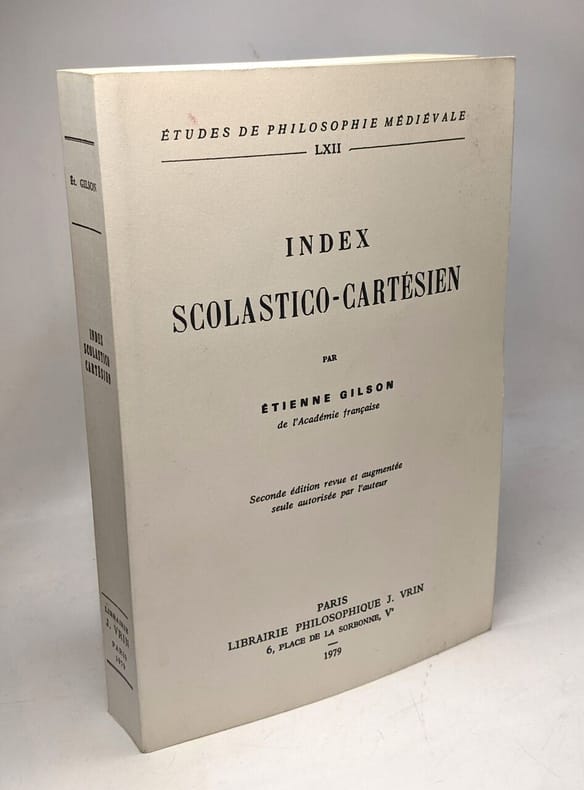 ÉTUDES DE PHILOSOPHIE MÉDIÉVALE
LXII
INDEX
SCOLASTICO-CARTÉSIEN
PAR
ÉTIENNE GILSON
de l'Académie française
Seconde édition revue et augmentée
seule autorisée par l'auteur
PARIS
LIBRAIRIE PHILOSOPHIQUE J. VRIN
6, PLACE DE LA SORBONNE, Vᵉ
1979
Et. GILSON
INDEX
SCOLASTICO
CARTÉSIEN
LIBRAIRIE
J. VRIN
PARIS
1979